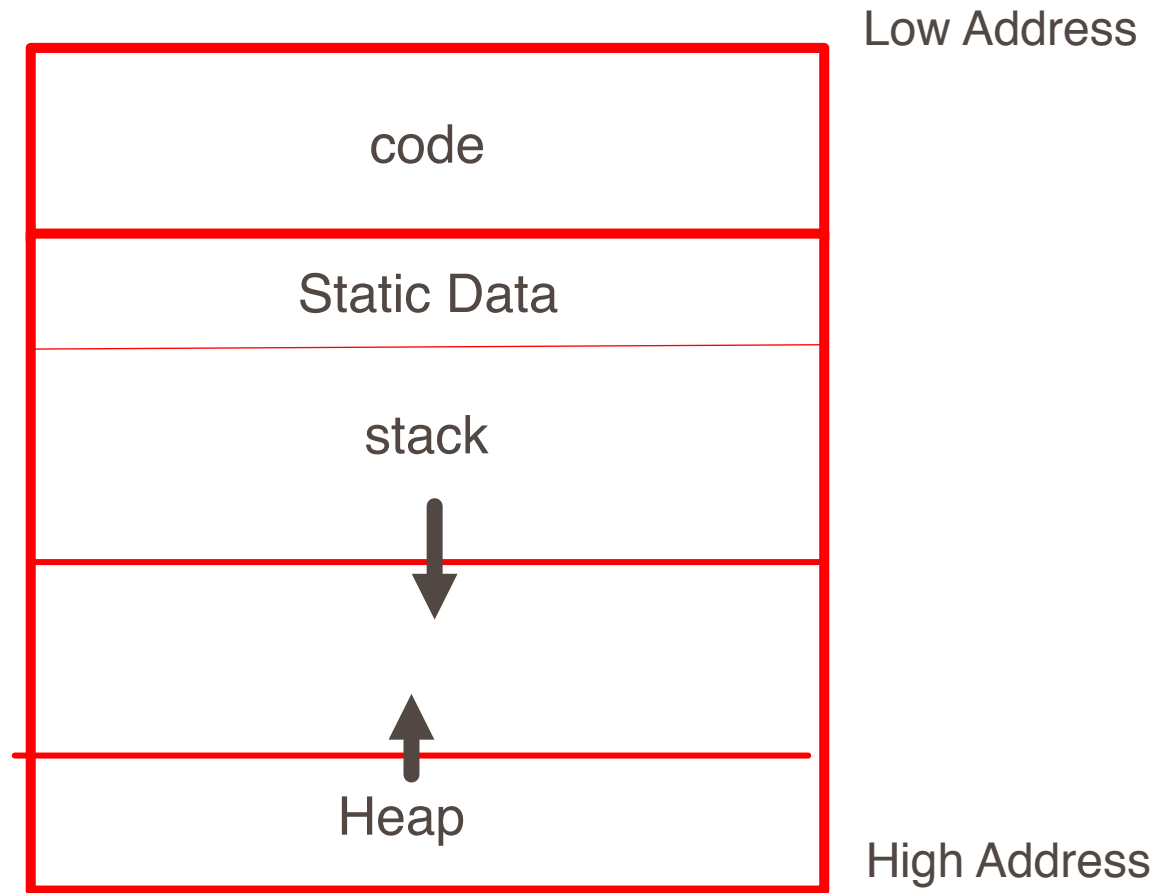 Low Address
code
Static Data
stack
Heap
High Address